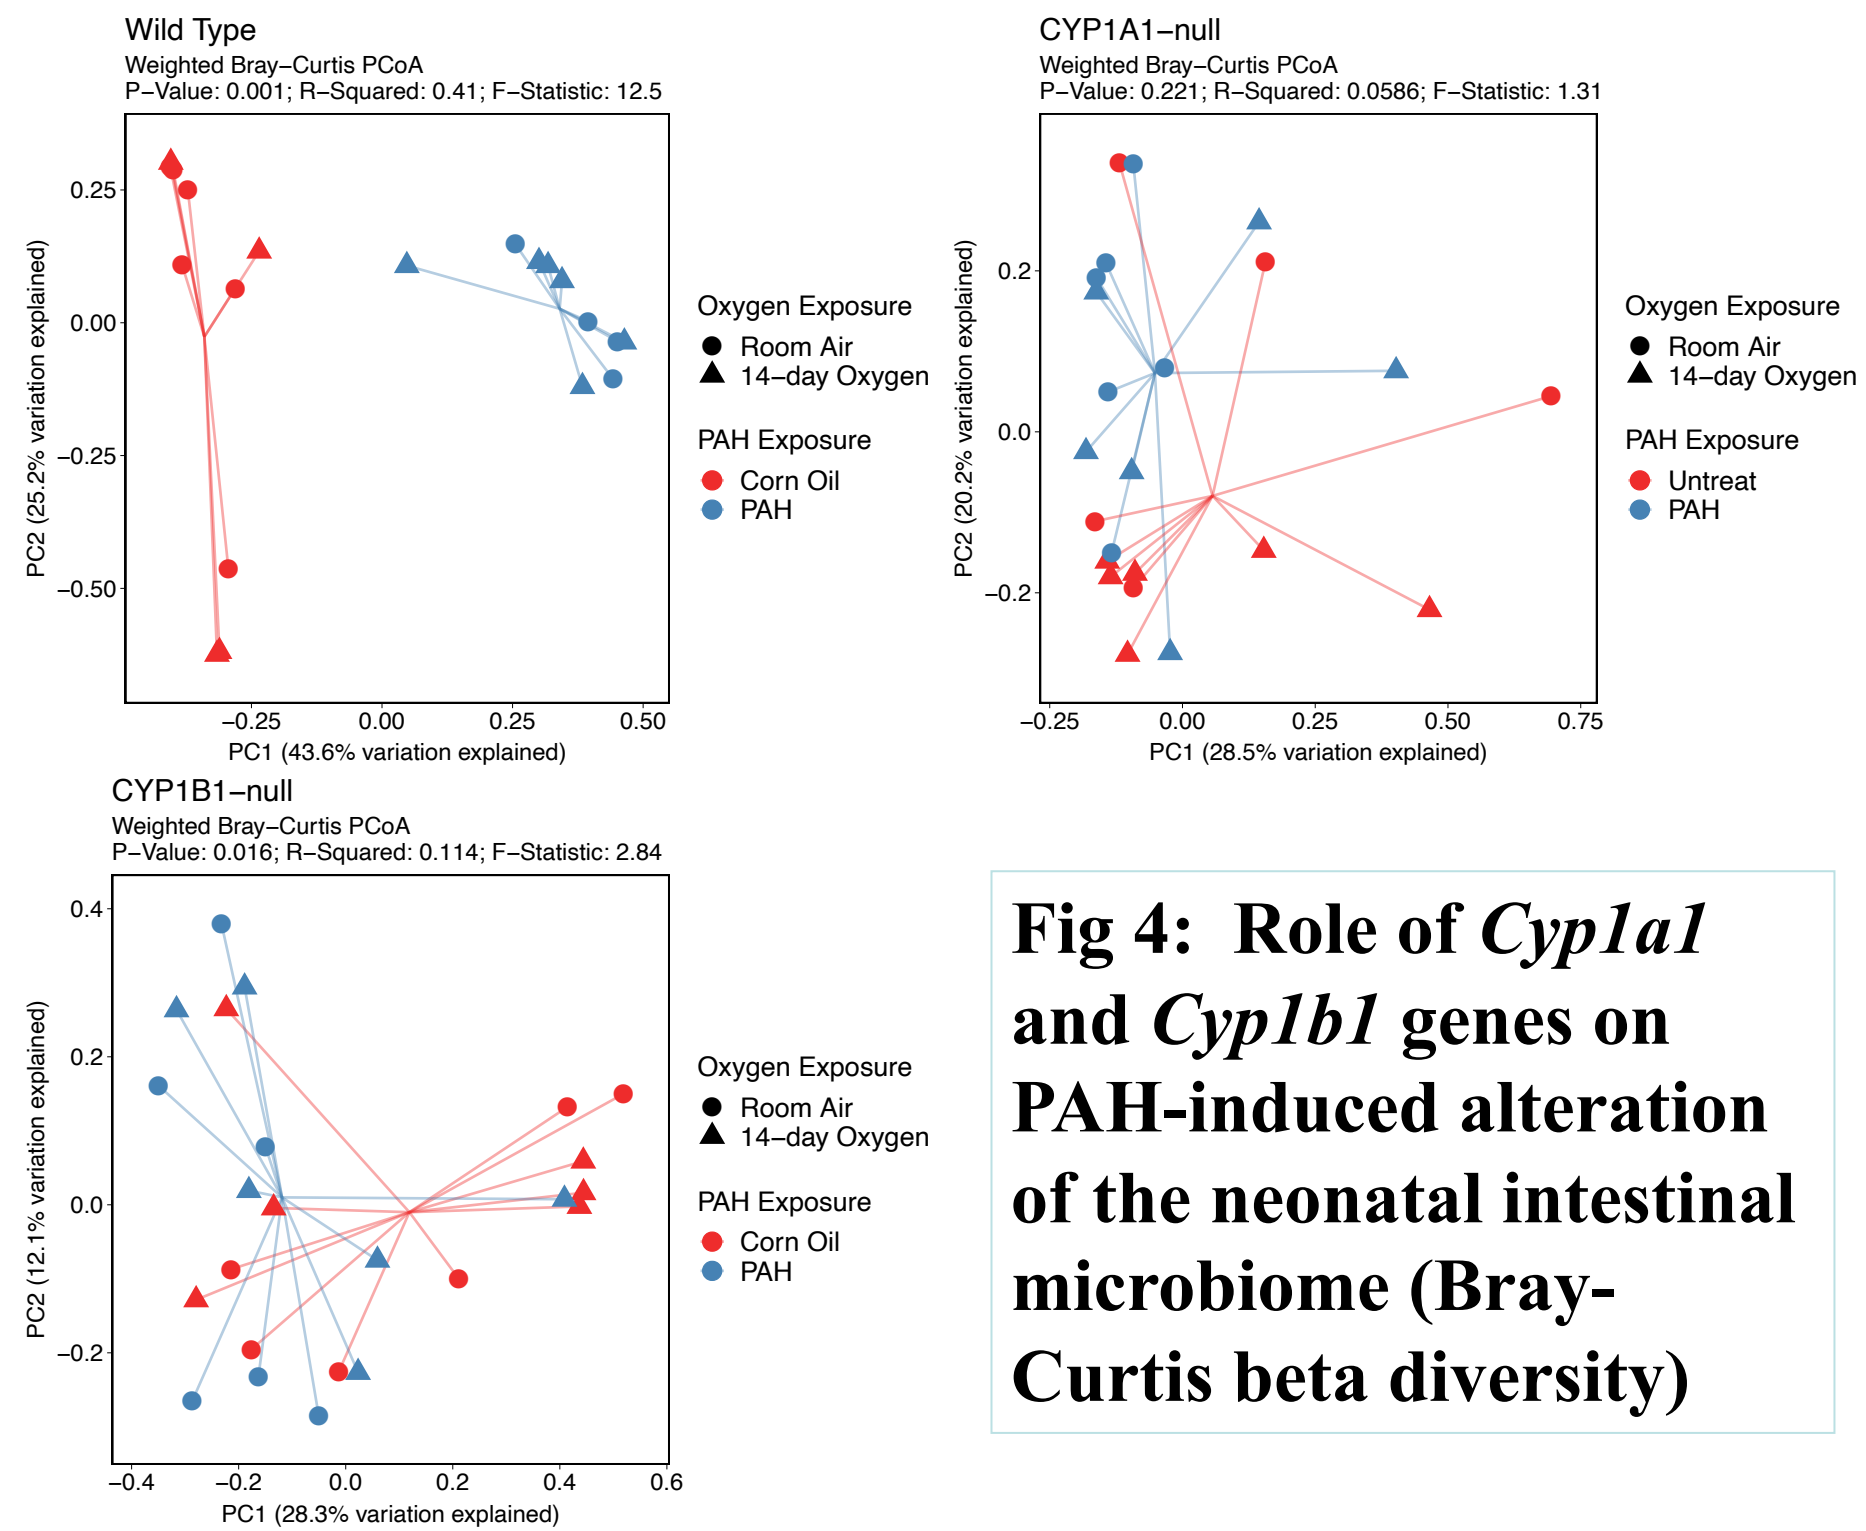 Wild Type
Weighted Bray−Curtis PCoA
P−Value: 0.001; R−Squared: 0.41; F−Statistic: 12.5
PC2 (25.2% variation explained)
0.25
0.00
−0.25
−0.50
−0.25
0.00
0.25
0.50
PC1 (43.6% variation explained)
Oxygen Exposure
Room Air
14−day Oxygen
PAH Exposure
Corn Oil
PAH
CYP1A1−null
Weighted Bray−Curtis PCoA
P−Value: 0.221; R−Squared: 0.0586; F−Statistic: 1.31
PC2 (20.2% variation explained)
0.2
0.0
−0.2
−0.25
0.00
0.25
0.50
0.75
PC1 (28.5% variation explained)
Oxygen Exposure
Room Air
14−day Oxygen
PAH Exposure
Untreat
PAH
CYP1B1−null
Weighted Bray−Curtis PCoA
P−Value: 0.016; R−Squared: 0.114; F−Statistic: 2.84
PC2 (12.1% variation explained)
0.4
0.2
0.0
−0.2
−0.4
−0.2
0.0
0.2
0.4
0.6
PC1 (28.3% variation explained)
Oxygen Exposure
Room Air
14−day Oxygen
PAH Exposure
Corn Oil
PAH
Fig 4: Role of Cyp1a1
and Cyp1b1 genes on
PAH-induced alteration
of the neonatal intestinal
microbiome (Bray-
Curtis beta diversity)